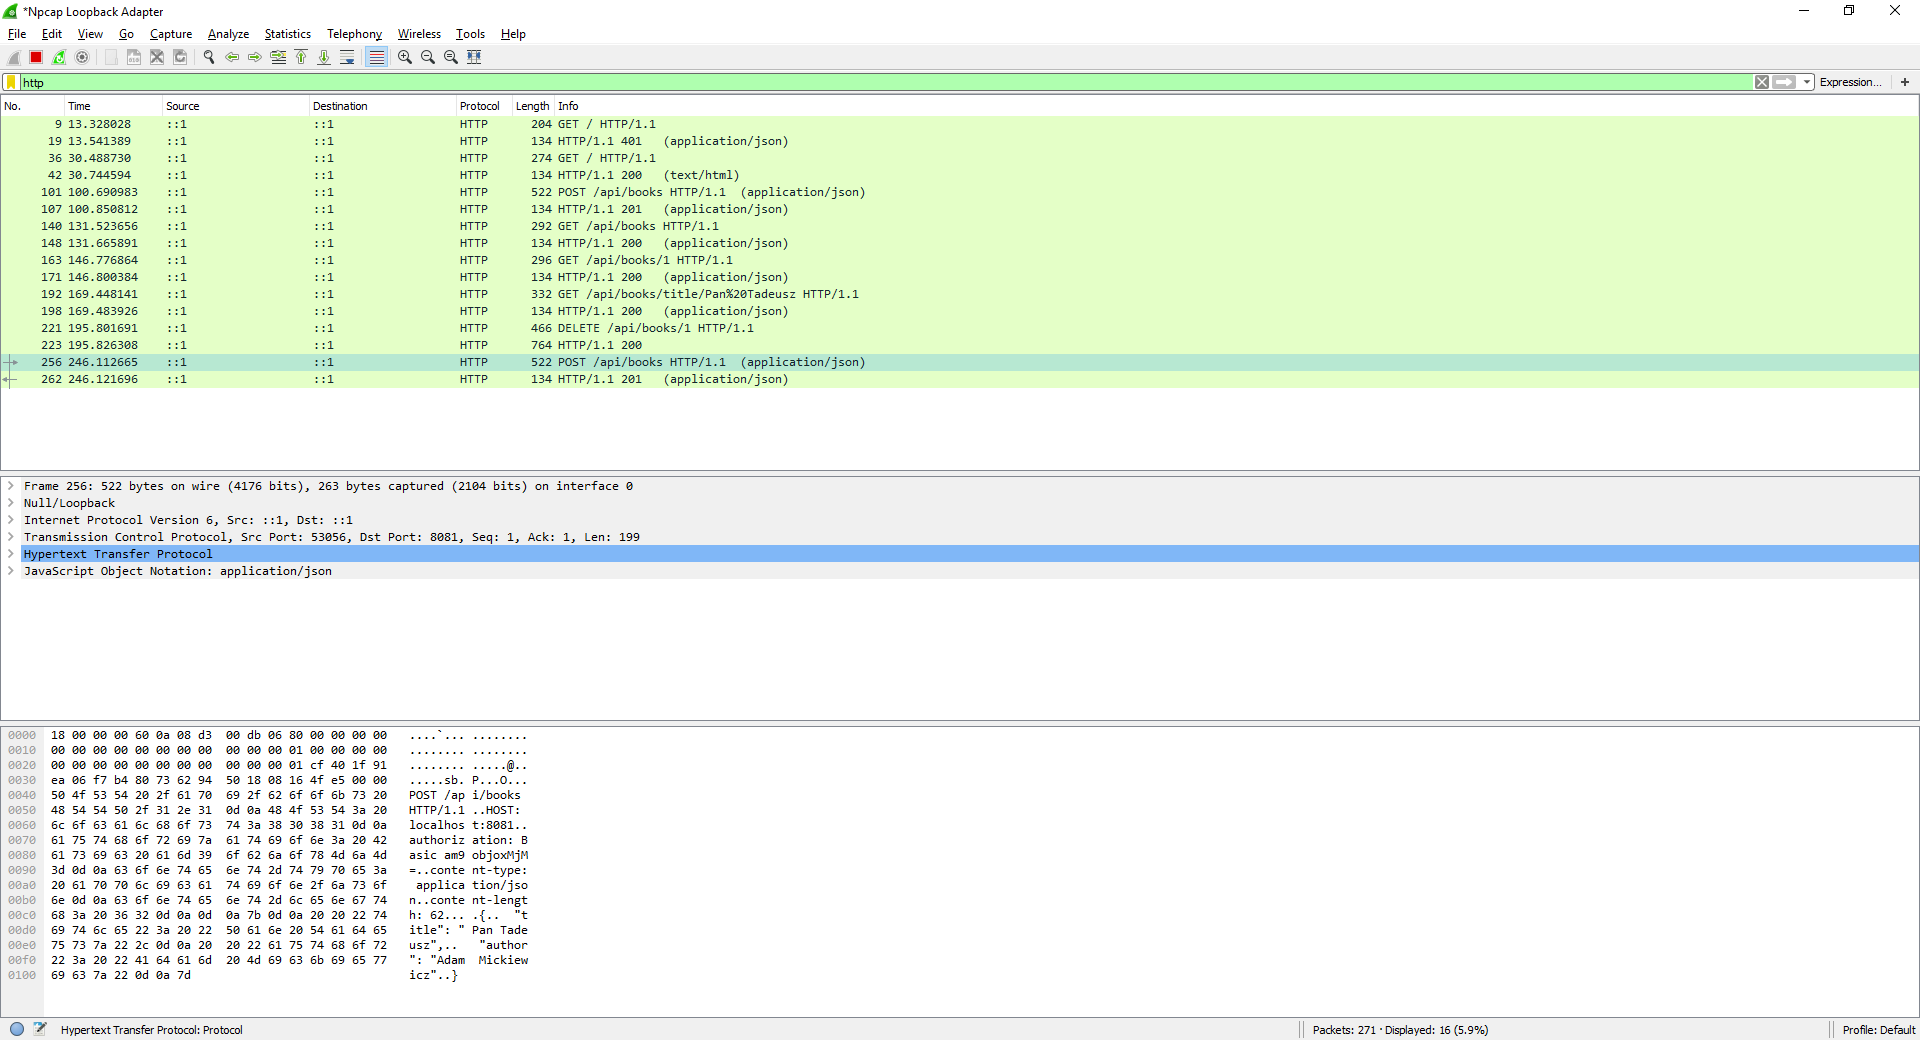 *Npcap Loopback Adapter
File Edit View Go Capture Analyze Statistics Telephony Wireless Tools Help
http Expression... +
No. Time Source Destination Protocol Length Info
9 13.328028 ::1 ::1 HTTP 204 GET / HTTP/1.1
19 13.541389 ::1 ::1 HTTP 134 HTTP/1.1 401 (application/json)
36 30.488730 ::1 ::1 HTTP 274 GET / HTTP/1.1
42 30.744594 ::1 ::1 HTTP 134 HTTP/1.1 200 (text/html)
101 100.690983 ::1 ::1 HTTP 522 POST /api/books HTTP/1.1 (application/json)
107 100.850812 ::1 ::1 HTTP 134 HTTP/1.1 201 (application/json)
140 131.523656 ::1 ::1 HTTP 292 GET /api/books HTTP/1.1
148 131.665891 ::1 ::1 HTTP 134 HTTP/1.1 200 (application/json)
163 146.776864 ::1 ::1 HTTP 296 GET /api/books/1 HTTP/1.1
171 146.800384 ::1 ::1 HTTP 134 HTTP/1.1 200 (application/json)
192 169.448141 ::1 ::1 HTTP 332 GET /api/books/title/Pan%20Tadeusz HTTP/1.1
198 169.483926 ::1 ::1 HTTP 134 HTTP/1.1 200 (application/json)
221 195.801691 ::1 ::1 HTTP 466 DELETE /api/books/1 HTTP/1.1
223 195.826308 ::1 ::1 HTTP 764 HTTP/1.1 200
256 246.112665 ::1 ::1 HTTP 522 POST /api/books HTTP/1.1 (application/json)
262 246.121696 ::1 ::1 HTTP 134 HTTP/1.1 201 (application/json)
Frame 256: 522 bytes on wire (4176 bits), 263 bytes captured (2104 bits) on interface 0
Null/Loopback
Internet Protocol Version 6, Src: ::1, Dst: ::1
Transmission Control Protocol, Src Port: 53056, Dst Port: 8081, Seq: 1, Ack: 1, Len: 199
Hypertext Transfer Protocol
JavaScript Object Notation: application/json
0000 18 00 00 00 60 0a 08 d3 00 db 06 80 00 00 00 00 ....`... ........
0010 00 00 00 00 00 00 00 00 00 00 00 01 00 00 00 00 ........ ........
0020 00 00 00 00 00 00 00 00 00 00 00 01 cf 40 1f 91 ........ .....@..
0030 ea 06 f7 b4 80 73 62 94 50 18 08 16 4f e5 00 00 .....sb. P...O...
0040 50 4f 53 54 20 2f 61 70 69 2f 62 6f 6f 6b 73 20 POST /ap i/books
0050 48 54 54 50 2f 31 2e 31 0d 0a 48 4f 53 54 3a 20 HTTP/1.1 ..HOST:
0060 6c 6f 63 61 6c 68 6f 73 74 3a 38 30 38 31 0d 0a localhos t:8081..
0070 61 75 74 68 6f 72 69 7a 61 74 69 6f 6e 3a 20 42 authoriz ation: B
0080 61 73 69 63 20 61 6d 39 6f 62 6a 6f 78 4d 6a 4d asic am9 objoxMjM
0090 3d 0d 0a 63 6f 6e 74 65 6e 74 2d 74 79 70 65 3a =..conte nt-type:
00a0 20 61 70 70 6c 69 63 61 74 69 6f 6e 2f 6a 73 6f applica tion/jso
00b0 6e 0d 0a 63 6f 6e 74 65 6e 74 2d 6c 65 6e 67 74 n..conte nt-lengt
00c0 68 3a 20 36 32 0d 0a 0d 0a 7b 0d 0a 20 20 22 74 h: 62... .{.. "t
00d0 69 74 6c 65 22 3a 20 22 50 61 6e 20 54 61 64 65 itle": " Pan Tade
00e0 75 73 7a 22 2c 0d 0a 20 20 22 61 75 74 68 6f 72 usz",.. "author
00f0 22 3a 20 22 41 64 61 6d 20 4d 69 63 6b 69 65 77 ": "Adam Mickiew
0100 69 63 7a 22 0d 0a 7d icz"..}
Hypertext Transfer Protocol: Protocol Packets: 271 · Displayed: 16 (5.9%) Profile: Default